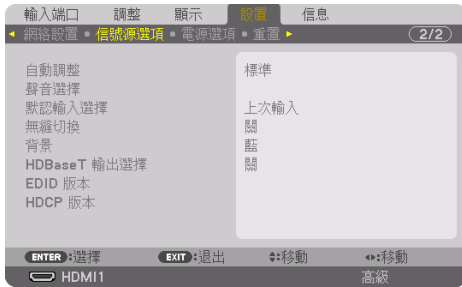 輸入端口 調整 顯示 設置 信息
網絡設置 • 信號源選項 • 電源選項 • 重置 2/2
自動調整 標準
聲音選擇
默認輸入選擇 上次輸入
無縫切換 關
背景 藍
HDBaseT 輸出選擇 關
EDID 版本
HDCP 版本
ENTER:選擇 EXIT:退出 :移動 :移動
HDMI1 高級